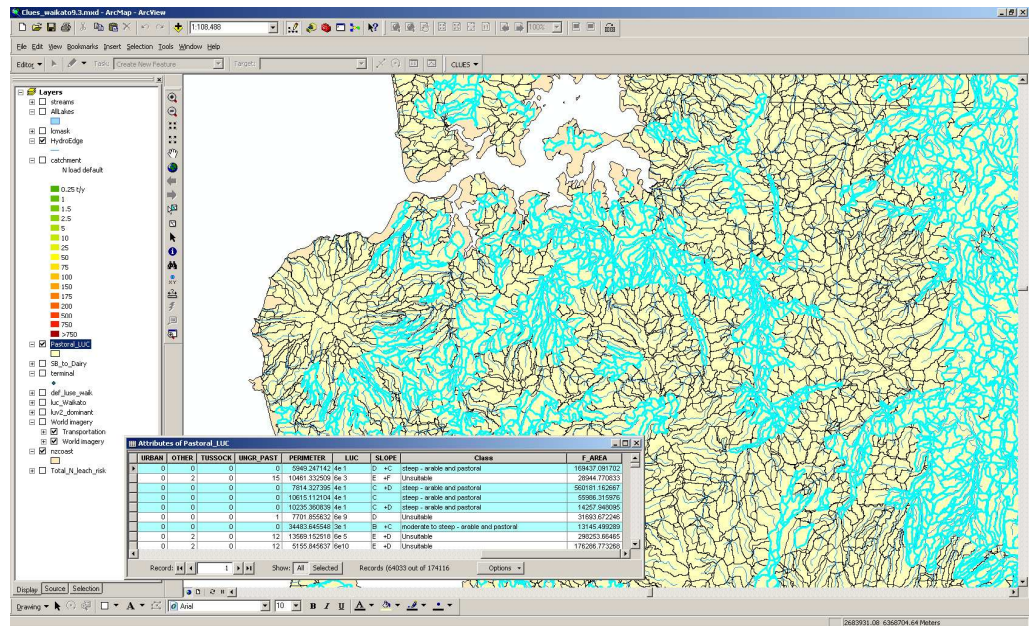 Clues_waikato9.3.mxd - ArcMap - ArcView
1:108,488
100%
File Edit View Bookmarks Insert Selection Tools Window Help
Editor Task: Create New Feature Target: CLUES
Layers
streams
AllLakes
lcmask
HydroEdge
catchment
N load default
0.25 t/y
1
1.5
2.5
5
10
25
50
75
100
150
175
200
500
750
>750
Pastoral_LUC
SB_to_Dairy
terminal
def_luse_waik
luc_Waikato
luv2_dominant
World imagery
Transportation
World imagery
nzcoast
Total_N_leach_risk
Attributes of Pastoral_LUC
URBAN OTHER TUSSOCK UNGR_PAST PERIMETER LUC SLOPE Class F_AREA
0 0 0 0 5949.247142 4e 1 D +C steep - arable and pastoral 169437.091702
0 2 0 15 10461.332509 6e 3 E +F Unsuitable 28944.770833
0 0 0 0 7814.327395 4e 1 C +D steep - arable and pastoral 560181.162667
0 0 0 0 10615.112104 4e 1 C steep - arable and pastoral 55986.315976
0 0 0 0 10235.360839 4e 1 C +D steep - arable and pastoral 14257.948095
0 0 0 1 7701.855632 6e 9 D Unsuitable 31693.672246
0 0 0 0 34483.645548 3e 1 B +C moderate to steep - arable and pastoral 13145.499289
0 2 0 12 13569.152518 6e 5 E +D Unsuitable 298253.66465
0 2 0 12 5155.845637 6e10 E +D Unsuitable 176286.773268
Record: 1 Show: All Selected Records (64033 out of 174116 Options
Display Source Selection
Drawing A Arial 10 B I U A
2683931.08 6368704.64 Meters